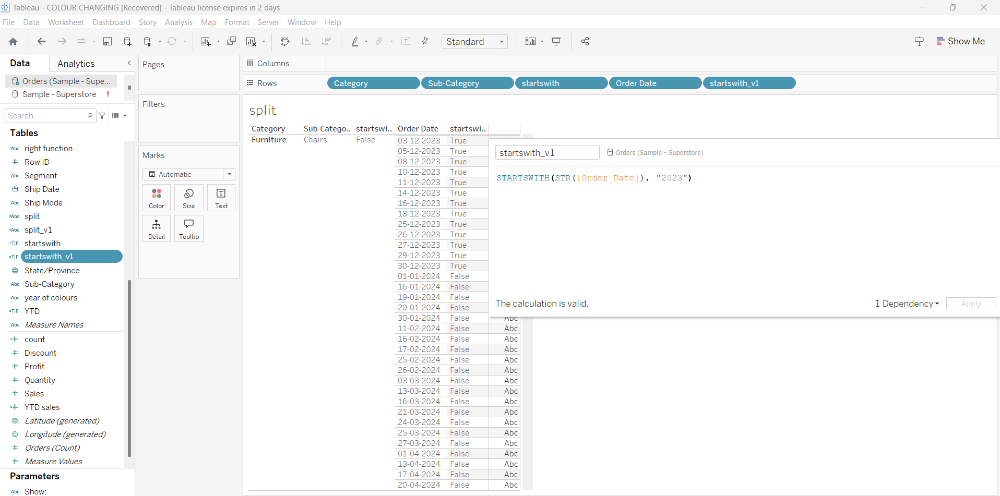 Tableau - COLOUR CHANGING [Recovered] - Tableau license expires in 2 days
File Data Worksheet Dashboard Story Analysis Map Format Server Window Help
Standard
Show Me
Data Analytics
Orders (Sample - Supe...
Sample - Superstore !
Search
Tables
=Abc right function
# Row ID
Abc Segment
Ship Date
Abc Ship Mode
=Abc split
=Abc split_v1
=T|F startswith
=T|F startswith_v1
State/Province
Abc Sub-Category
=Abc year of colours
=T|F YTD
Abc Measure Names
=# count
# Discount
# Profit
# Quantity
# Sales
=# YTD sales
Latitude (generated)
Longitude (generated)
# Orders (Count)
# Measure Values
Parameters
Abc Show:
Pages
Filters
Marks
Automatic
Color Size Text
Detail Tooltip
Columns
Rows Category Sub-Category startswith Order Date startswith_v1
split
Category Sub-Catego.. startswi.. Order Date startswi..
Furniture Chairs False 03-12-2023 True
05-12-2023 True
08-12-2023 True
10-12-2023 True
11-12-2023 True
14-12-2023 True
16-12-2023 True
18-12-2023 True
25-12-2023 True
26-12-2023 True
27-12-2023 True
29-12-2023 True
30-12-2023 True
01-01-2024 False
16-01-2024 False
19-01-2024 False
20-01-2024 False
30-01-2024 False Abc
11-02-2024 False Abc
16-02-2024 False Abc
17-02-2024 False Abc
25-02-2024 False Abc
26-02-2024 False Abc
03-03-2024 False Abc
13-03-2024 False Abc
16-03-2024 False Abc
21-03-2024 False Abc
24-03-2024 False Abc
25-03-2024 False Abc
27-03-2024 False Abc
01-04-2024 False Abc
13-04-2024 False Abc
17-04-2024 False Abc
20-04-2024 False Abc
startswith_v1 Orders (Sample - Superstore)
STARTSWITH(STR([Order Date]), "2023")
The calculation is valid. 1 Dependency Apply